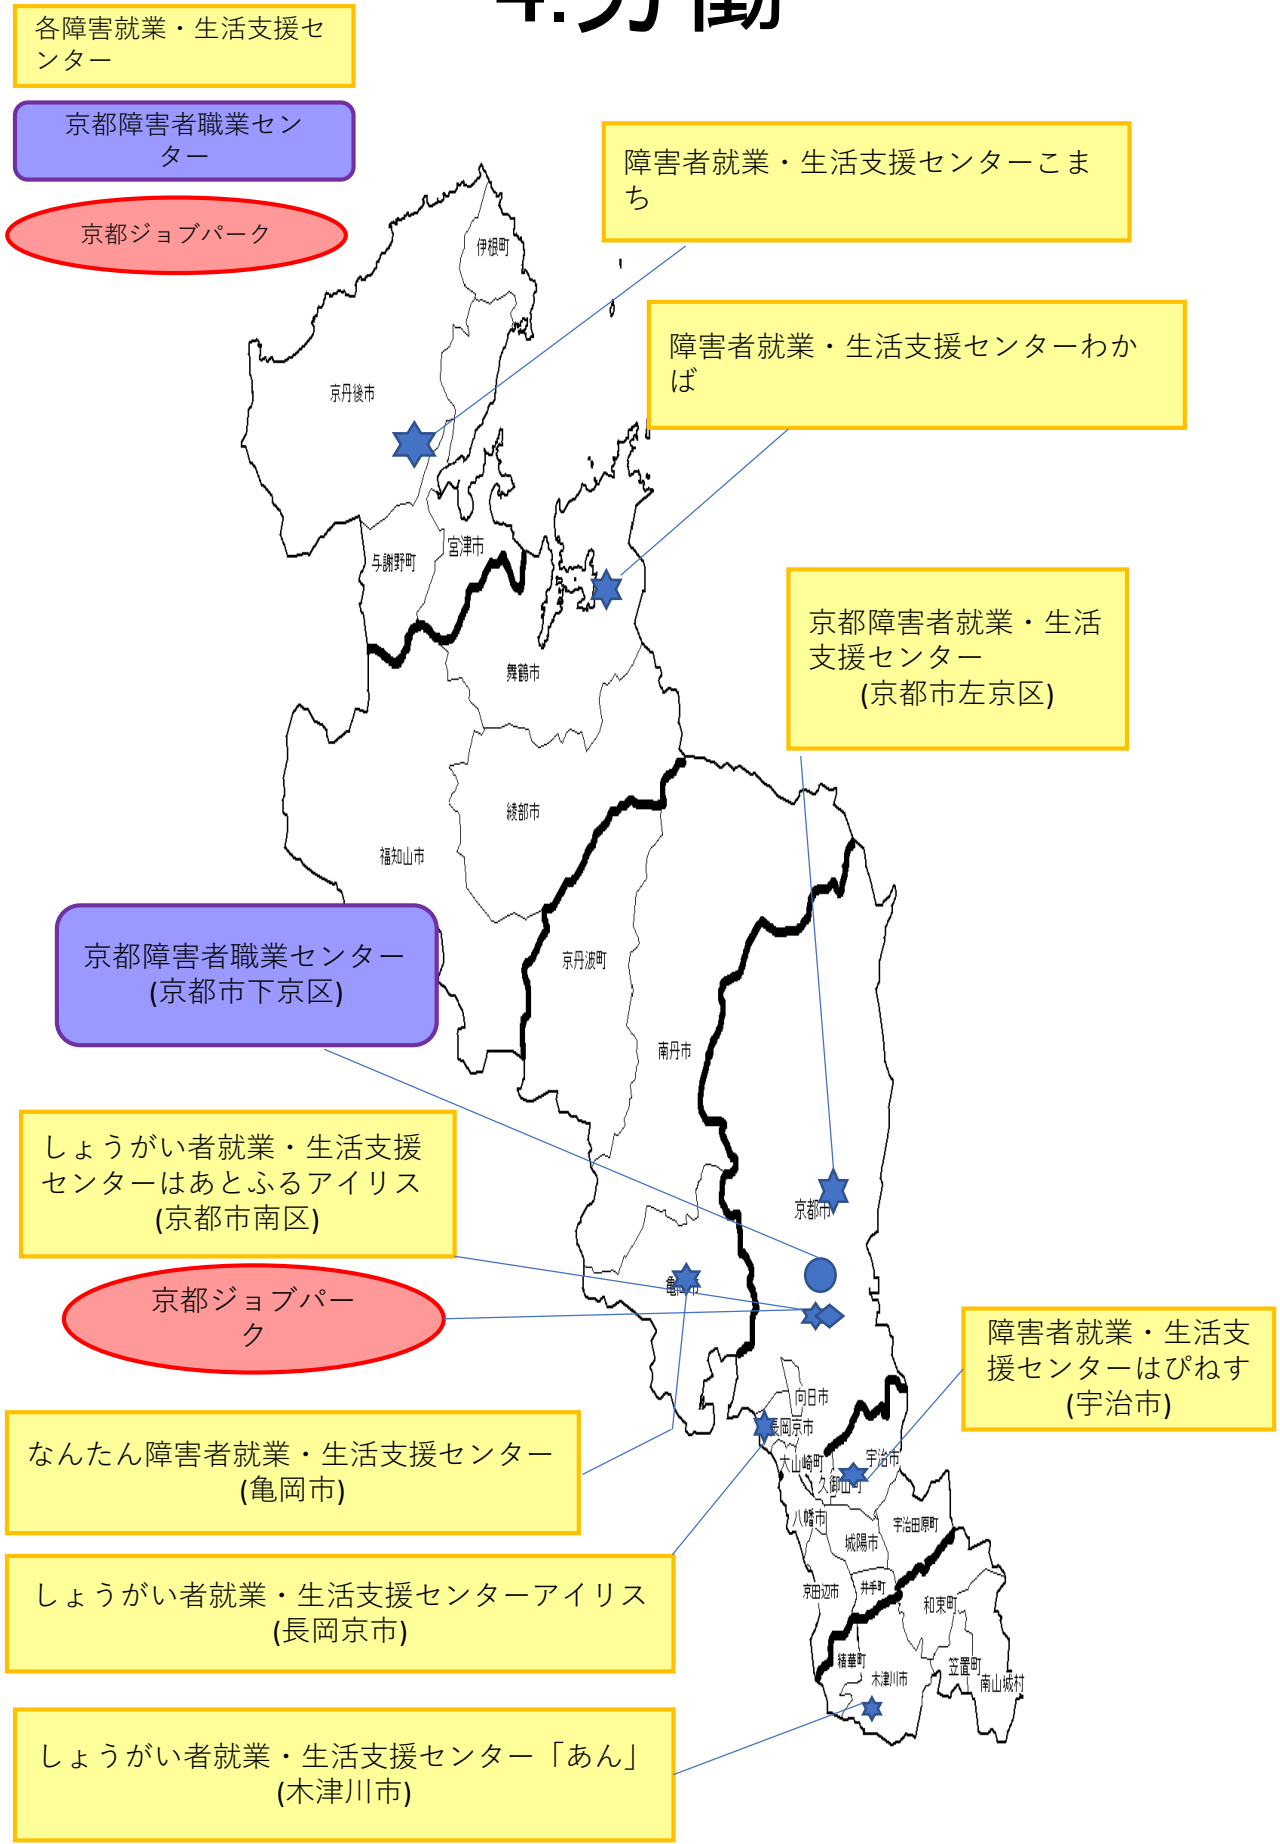 4.労働
各障害就業・生活支援セ
ンター
京都障害者職業セン
ター
京都ジョブパーク
障害者就業・生活支援センターこま
ち
伊根町
障害者就業・生活支援センターわか
ば
京丹後市
宮津市
与謝野町
京都障害者就業・生活
支援センター
(京都市左京区)
舞鶴市
綾部市
福知山市
京都障害者職業センター
(京都市下京区)
京丹波町
南丹市
しょうがい者就業・生活支援
センターはあとふるアイリス
(京都市南区)
京都市
亀岡市
京都ジョブパー
ク
障害者就業・生活支
援センターはぴねす
(宇治市)
向日市
長岡京市
大山崎町
宇治市
久御山町
なんたん障害者就業・生活支援センター
(亀岡市)
八幡市
宇治田原町
城陽市
しょうがい者就業・生活支援センターアイリス
(長岡京市)
京田辺市
井手町
和束町
精華町
木津川市
笠置町
南山城村
しょうがい者就業・生活支援センター「あん」
(木津川市)